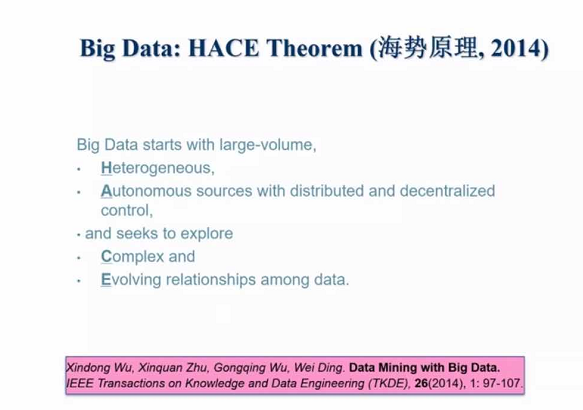 Big Data: HACE Theorem (海势原理, 2014)
Big Data starts with large-volume,
• Heterogeneous,
• Autonomous sources with distributed and decentralized
control,
• and seeks to explore
• Complex and
• Evolving relationships among data.
Xindong Wu, Xinquan Zhu, Gongqing Wu, Wei Ding. Data Mining with Big Data.
IEEE Transactions on Knowledge and Data Engineering (TKDE), 26(2014), 1: 97-107.